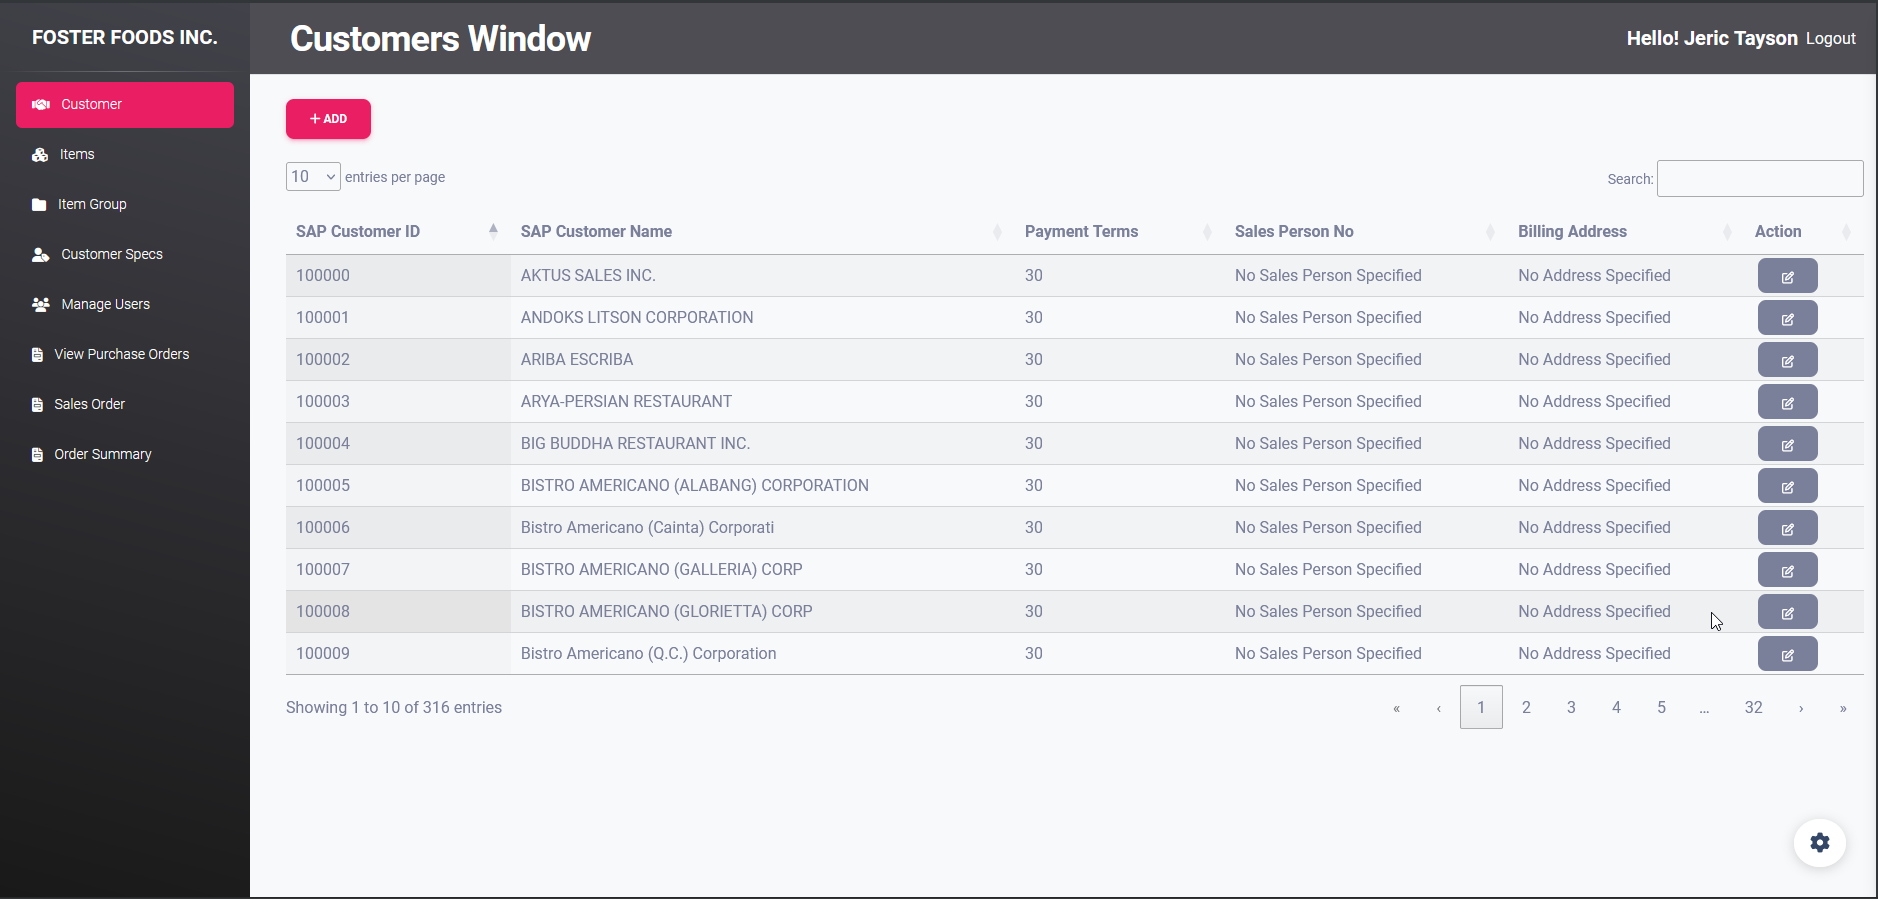 FOSTER FOODS INC.
Customers Window
Hello! Jeric Tayson Logout
Customer
Items
Item Group
Customer Specs
Manage Users
View Purchase Orders
Sales Order
Order Summary
+ ADD
10 entries per page
Search:
SAP Customer ID SAP Customer Name Payment Terms Sales Person No Billing Address Action
100000 AKTUS SALES INC. 30 No Sales Person Specified No Address Specified
100001 ANDOKS LITSON CORPORATION 30 No Sales Person Specified No Address Specified
100002 ARIBA ESCRIBA 30 No Sales Person Specified No Address Specified
100003 ARYA-PERSIAN RESTAURANT 30 No Sales Person Specified No Address Specified
100004 BIG BUDDHA RESTAURANT INC. 30 No Sales Person Specified No Address Specified
100005 BISTRO AMERICANO (ALABANG) CORPORATION 30 No Sales Person Specified No Address Specified
100006 Bistro Americano (Cainta) Corporati 30 No Sales Person Specified No Address Specified
100007 BISTRO AMERICANO (GALLERIA) CORP 30 No Sales Person Specified No Address Specified
100008 BISTRO AMERICANO (GLORIETTA) CORP 30 No Sales Person Specified No Address Specified
100009 Bistro Americano (Q.C.) Corporation 30 No Sales Person Specified No Address Specified
Showing 1 to 10 of 316 entries
« ‹ 1 2 3 4 5 … 32 › »